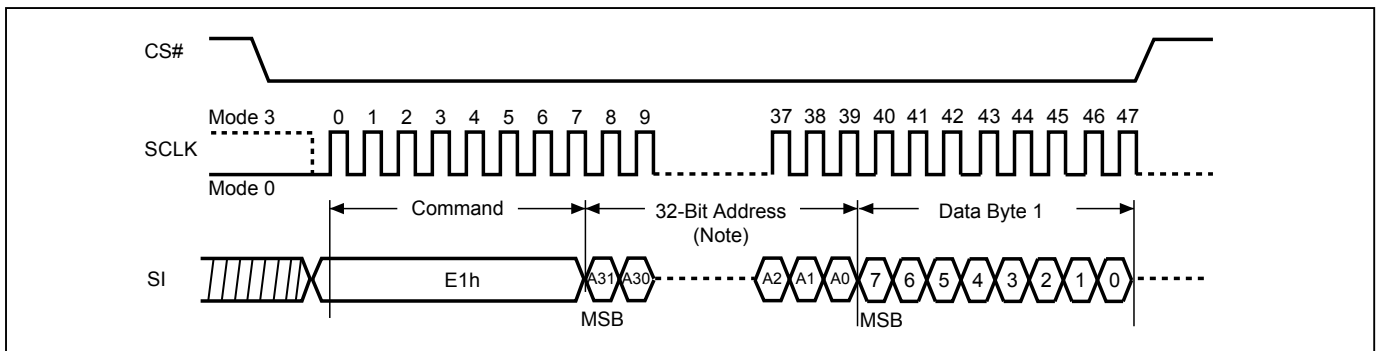 CS#
Mode 3 0 1 2 3 4 5 6 7 8 9 37 38 39 40 41 42 43 44 45 46 47
SCLK
Mode 0
Command 32-Bit Address Data Byte 1
(Note)
SI E1h A31 A30 A2 A1 A0 7 6 5 4 3 2 1 0
MSB MSB